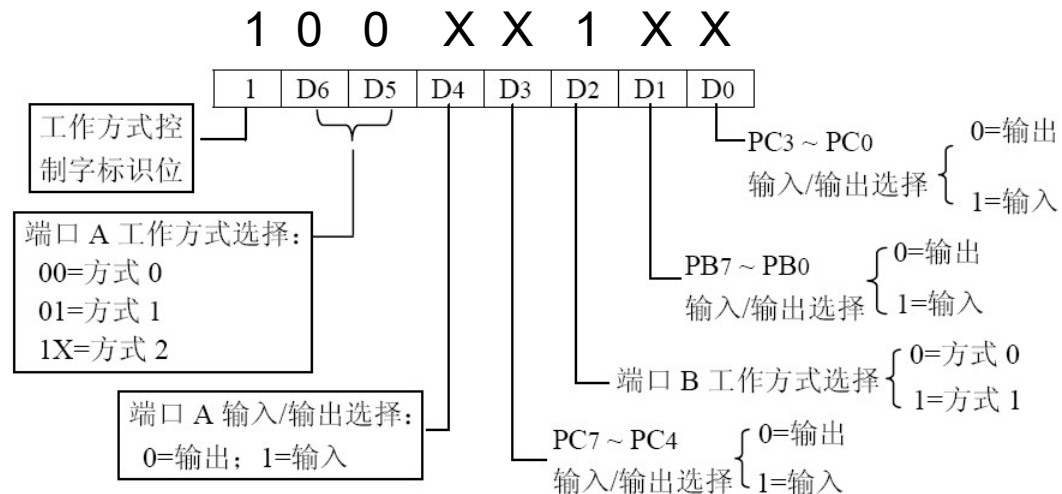 1 0 0 X X 1 X X
1 D6 D5 D4 D3 D2 D1 D0
工作方式控
制字标识位
PC3 ~ PC0
输入/输出选择
0=输出
1=输入
端口 A 工作方式选择：
00=方式 0
01=方式 1
1X=方式 2
PB7 ~ PB0
输入/输出选择
0=输出
1=输入
端口 B 工作方式选择
0=方式 0
1=方式 1
端口 A 输入/输出选择：
0=输出；1=输入
PC7 ~ PC4
输入/输出选择
0=输出
1=输入